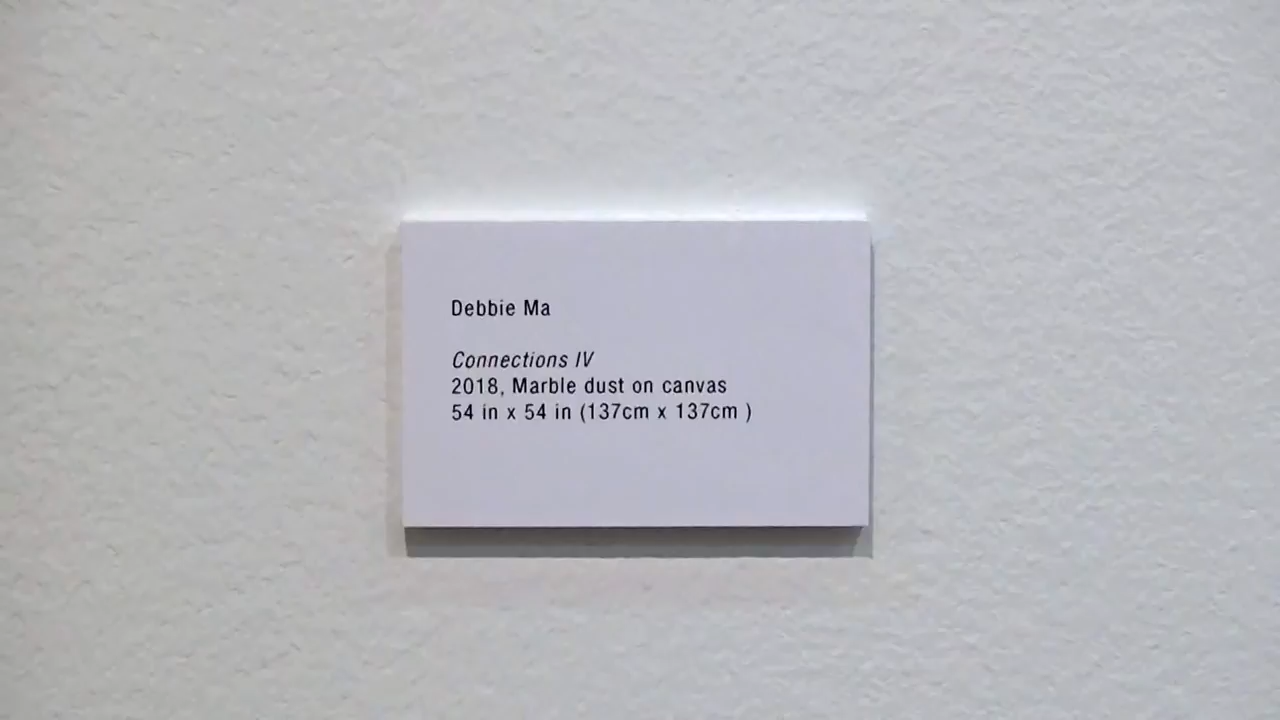 Debbie Ma
Connections IV
2018, Marble dust on canvas
54 in x 54 in (137cm x 137cm )